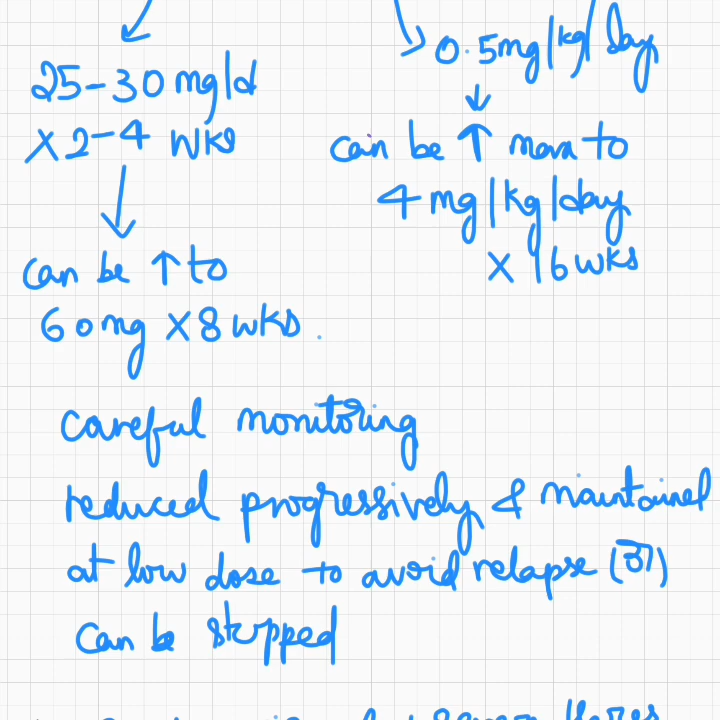 25-30 mg/d
X 2-4 wks
can be ↑ to
60mg X8 wks.
0.5mg/kg/day
can be ↑ max to
4 mg/kg/day
X 16 wks
careful monitoring
reduced progressively & maintained
at low dose to avoid relapse
can be stopped